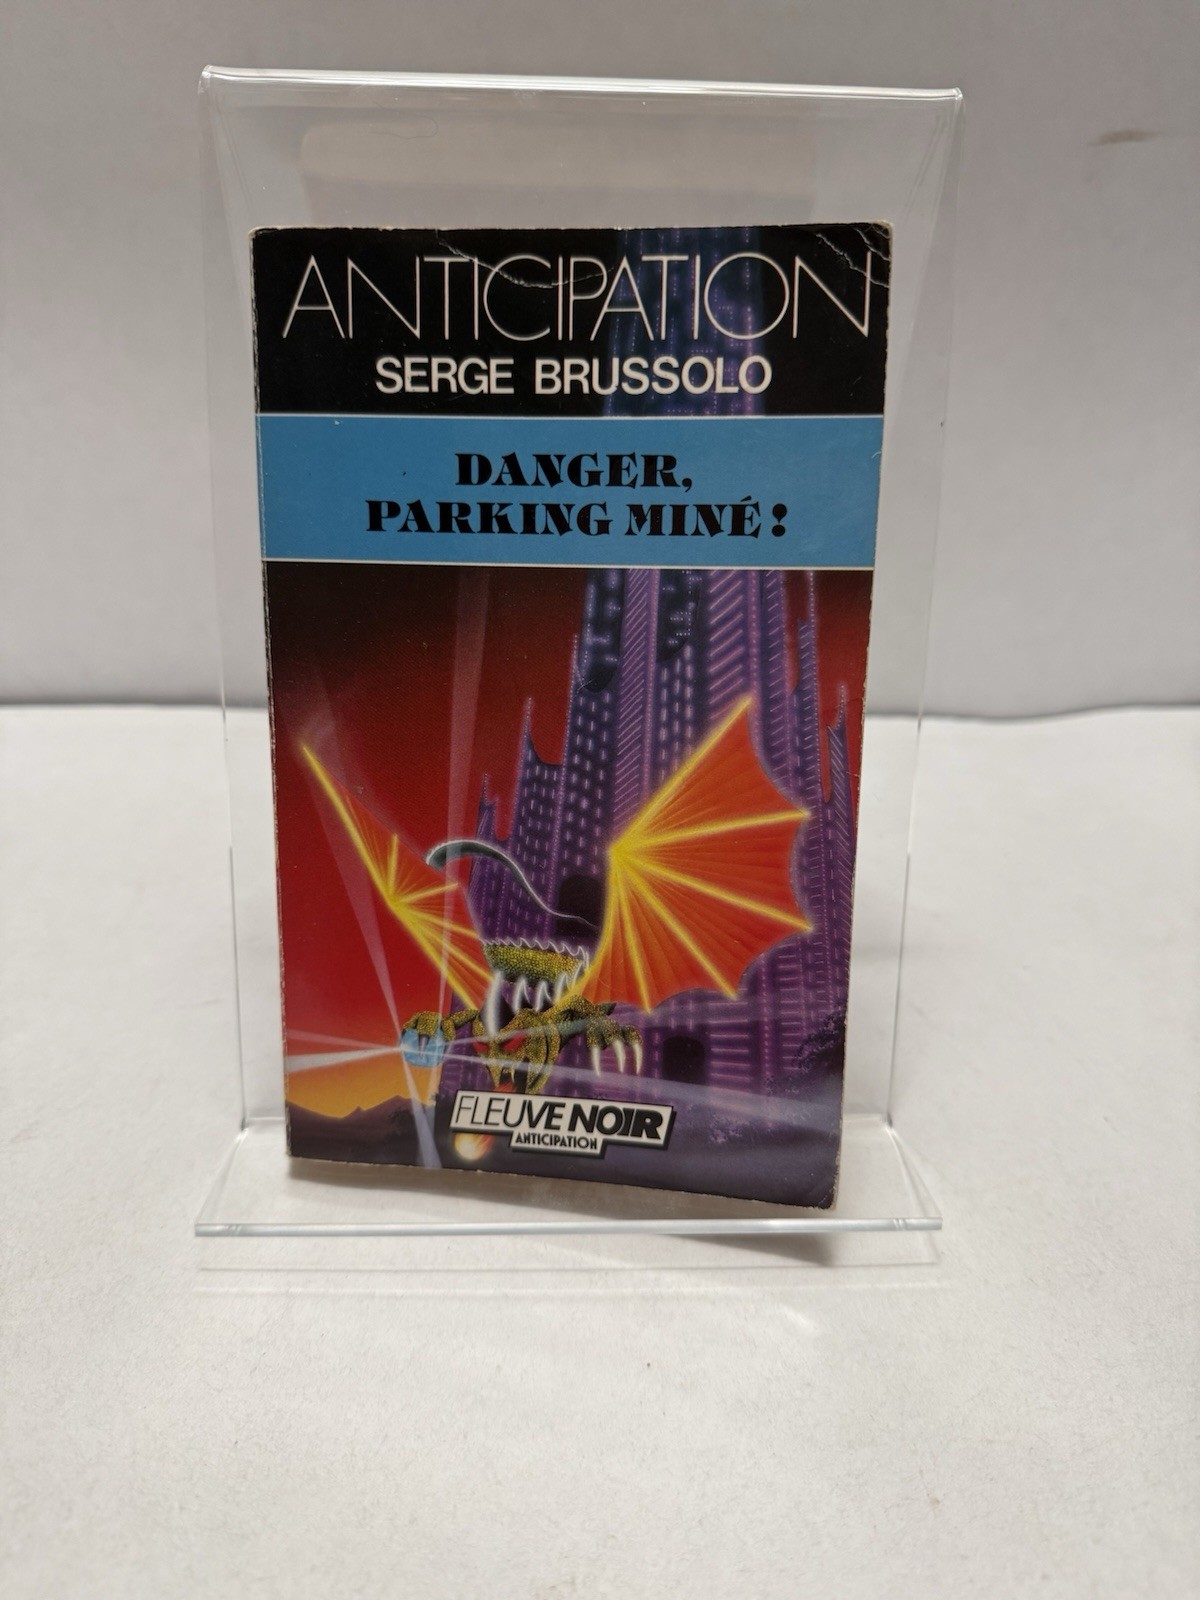 ANTICIPATION
SERGE BRUSSOLO
DANGER,
PARKING MINÉ!
FLEUVE NOIR
ANTICIPATION